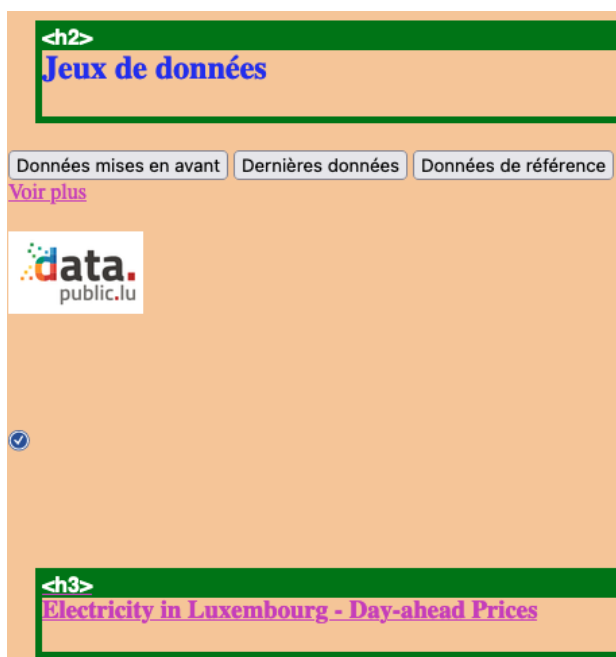 <h2>
Jeux de données
Données mises en avant Dernières données Données de référence
Voir plus
data.
public.lu
<h3>
Electricity in Luxembourg - Day-ahead Prices